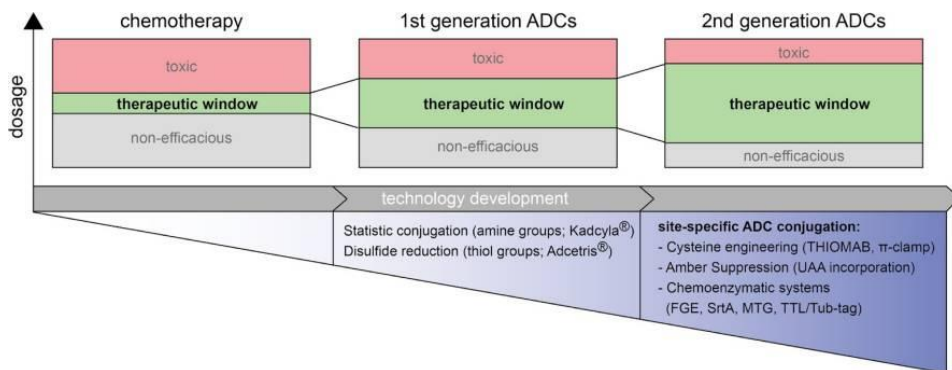 chemotherapy
1st generation ADCs
2nd generation ADCs
dosage
toxic
therapeutic window
non-efficacious
toxic
therapeutic window
non-efficacious
toxic
therapeutic window
non-efficacious
technology development
Statistic conjugation (amine groups; Kadcyla®)
Disulfide reduction (thiol groups; Adcetris®)
site-specific ADC conjugation:
- Cysteine engineering (THIOMAB, π-clamp)
- Amber Suppression (UAA incorporation)
- Chemoenzymatic systems
(FGE, SrtA, MTG, TTL/Tub-tag)